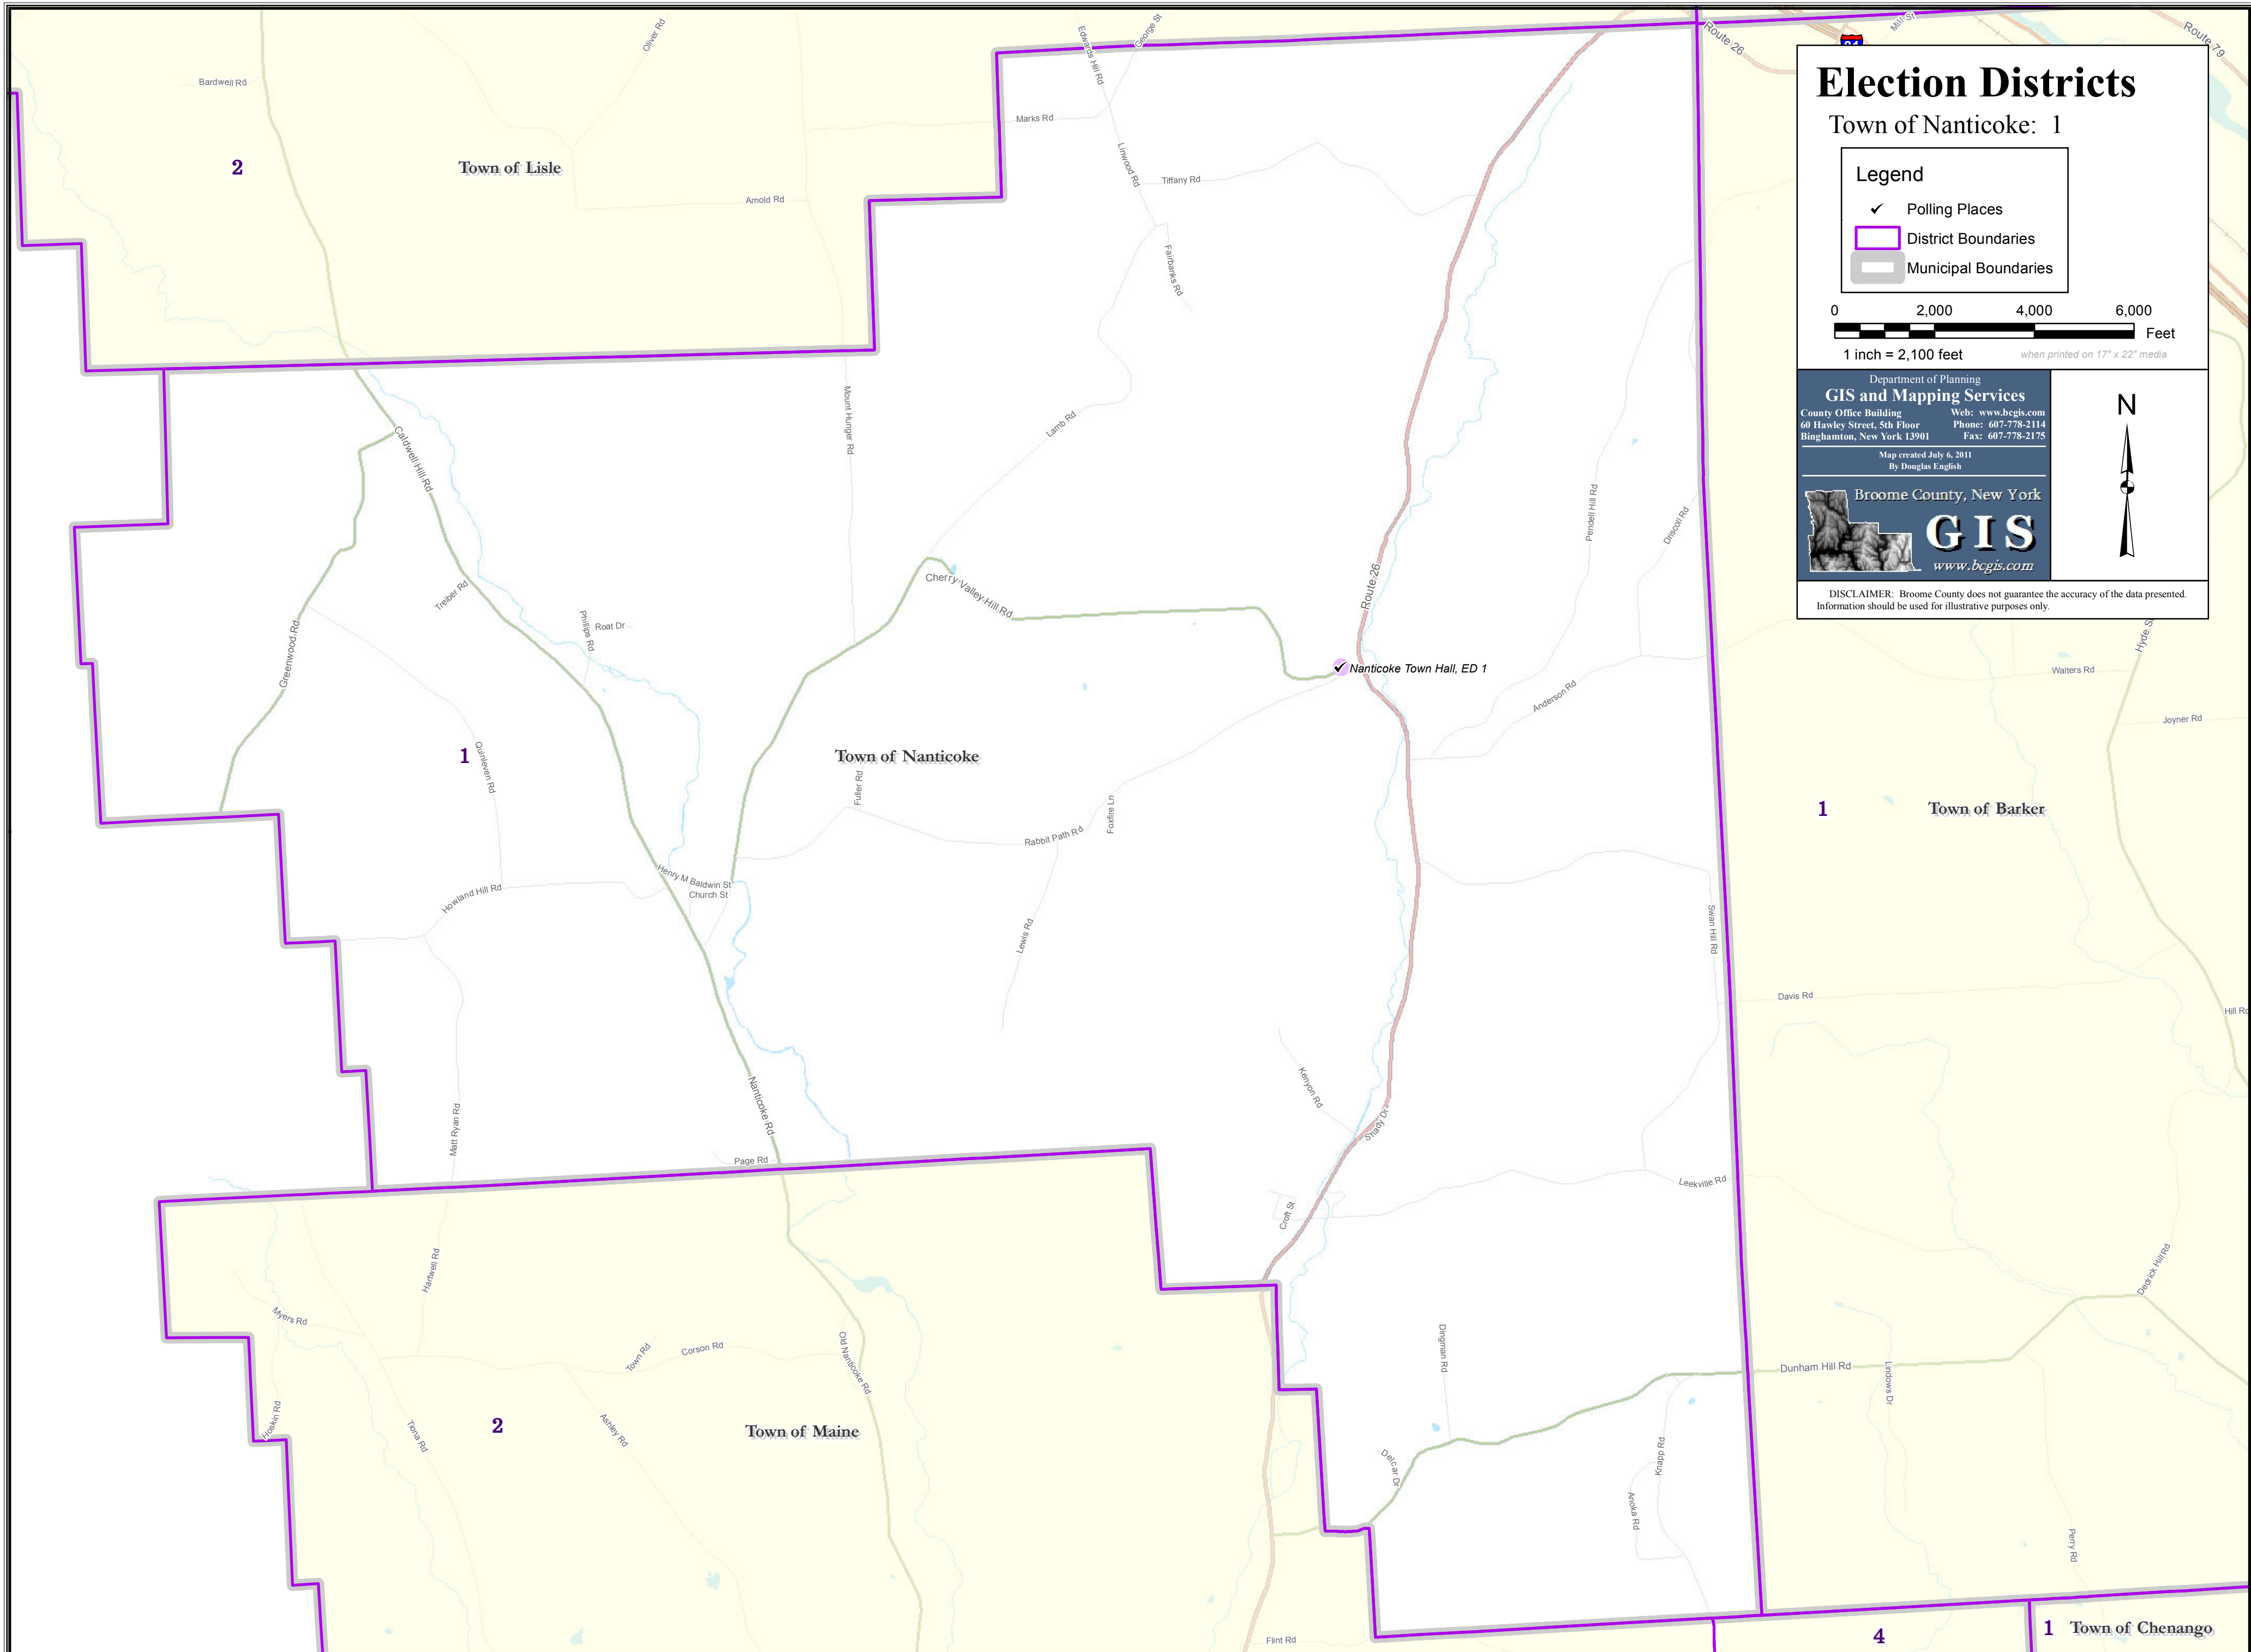 Election Districts
Town of Nanticoke: 1
Legend
Polling Places
District Boundaries
Municipal Boundaries
0 2,000 4,000 6,000
Feet
1 inch = 2,100 feet
when printed on 17" x 22" media
Department of Planning
GIS and Mapping Services
County Office Building Web: www.bcgis.com
60 Hawley Street, 5th Floor Phone: 607-778-2114
Binghamton, New York 13901 Fax: 607-778-2175
Map created July 6, 2011
By Douglas English
Broome County, New York
GIS
www.bcgis.com
N
DISCLAIMER: Broome County does not guarantee the accuracy of the data presented.
Information should be used for illustrative purposes only.
Oliver Rd
Edwards Hill Rd
George St
Route 26
Mill St
Route 79
Bardwell Rd
Marks Rd
2
Town of Lisle
Linwood Rd
Tiffany Rd
Arnold Rd
Fairbanks Rd
Mount Hunger Rd
Lamb Rd
Caldwell Hill Rd
Pendell Hill Rd
Driscoll Rd
Treiber Rd
Cherry Valley Hill Rd
Route 26
Phillips Rd
Roat Dr
Greenwood Rd
Nanticoke Town Hall, ED 1
Hyde S
Walters Rd
Anderson Rd
Joyner Rd
1
Quinleven Rd
Town of Nanticoke
Fuller Rd
Foxfire Ln
Rabbit Path Rd
1
Town of Barker
Henry M Baldwin St
Church St
Howland Hill Rd
Lewis Rd
Swan Hill Rd
Davis Rd
Hill Rd
Kenyon Rd
Nanticoke Rd
Matt Ryan Rd
Shady Dr
Page Rd
Leekville Rd
Croft St
Hartwell Rd
Dedrick Hill Rd
Myers Rd
Town Rd
Corson Rd
Old Nanticoke Rd
Dingman Rd
Dunham Hill Rd
Lindows Dr
Hoskin Rd
Tiona Rd
2
Ashley Rd
Town of Maine
Delcar Dr
Knapp Rd
Anoka Rd
Perry Rd
Flint Rd
4
1
Town of Chenango